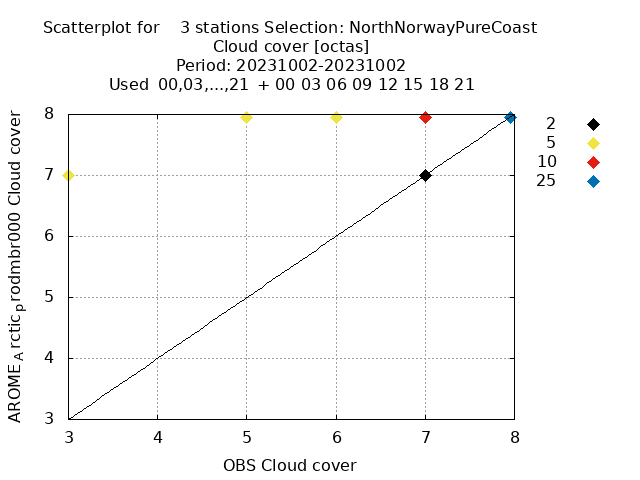 Scatterplot for 3 stations Selection: NorthNorwayPureCoast
Cloud cover [octas]
Period: 20231002-20231002
Used 00,03,...,21 + 00 03 06 09 12 15 18 21
8
7
6
5
4
3
3 4 5 6 7 8
AROME_Arctic_prodmbr000 Cloud cover
OBS Cloud cover
2
5
10
25